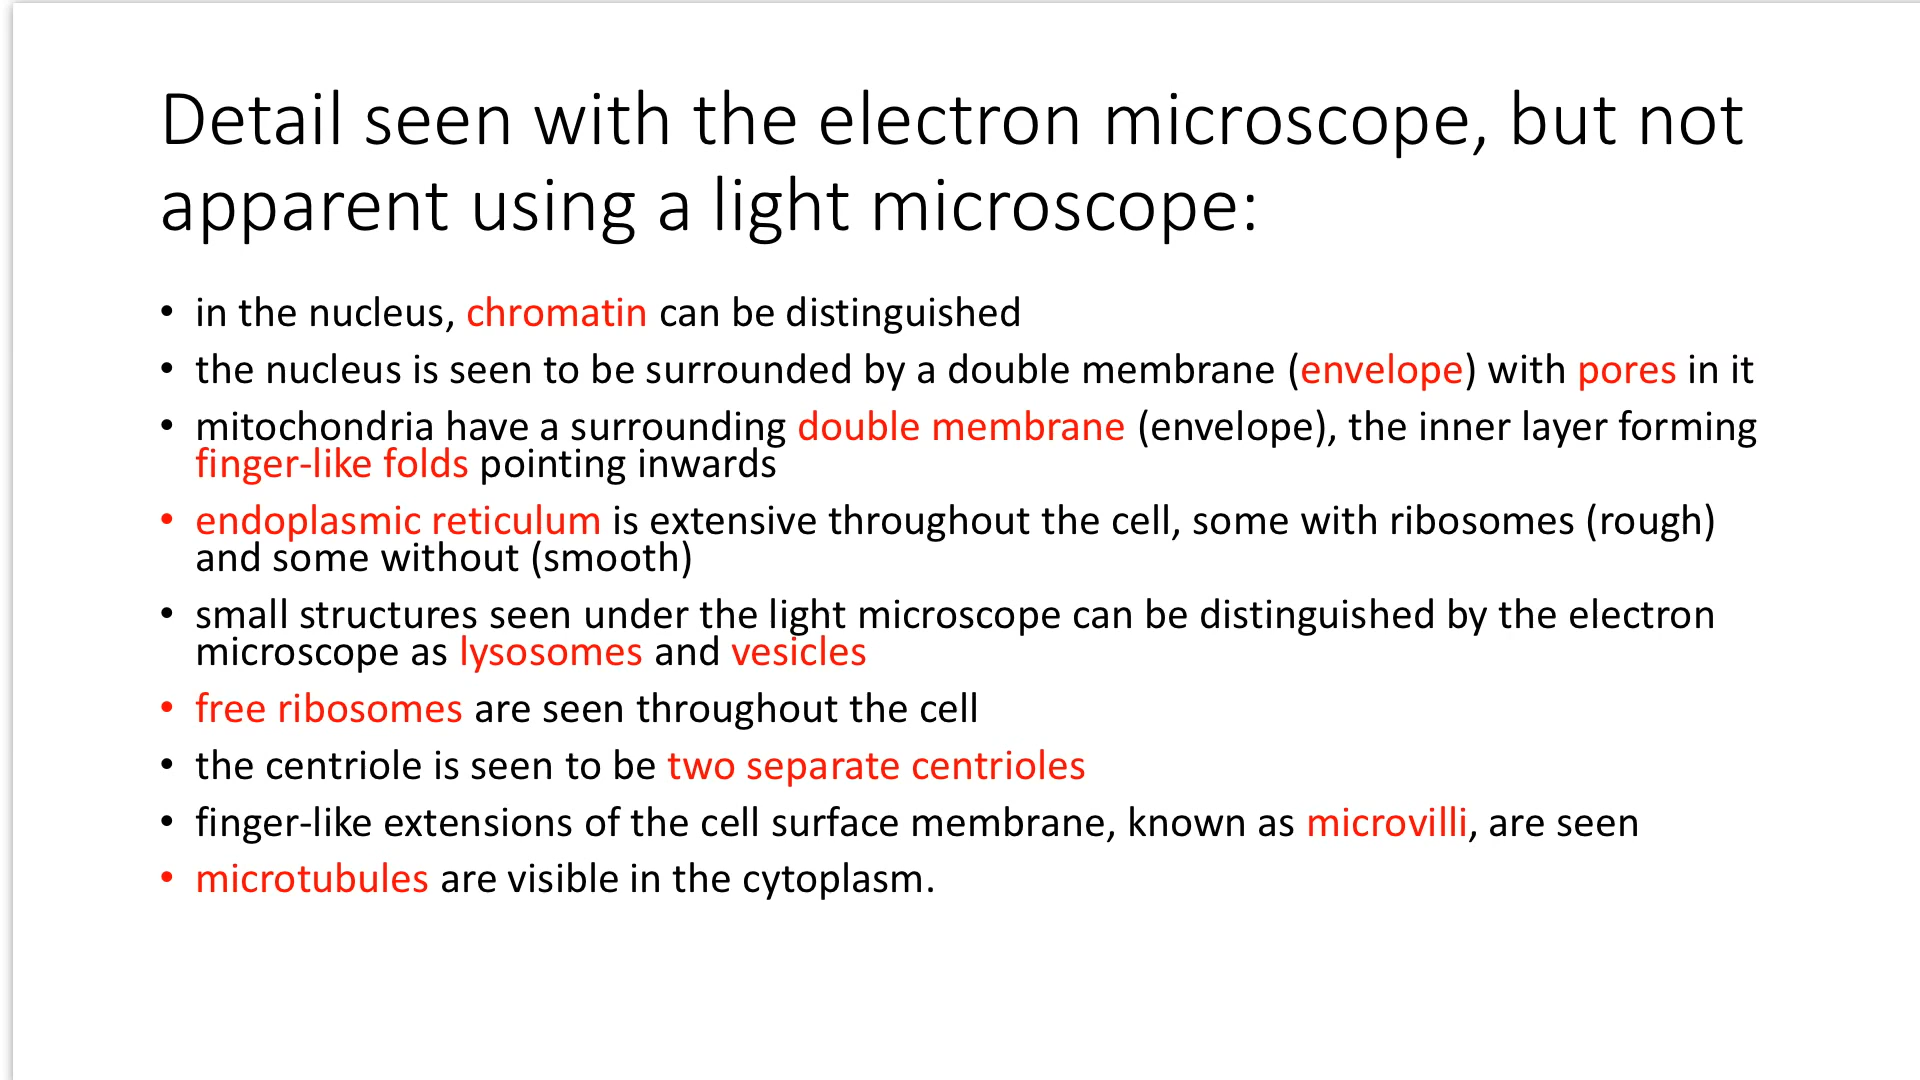 Detail seen with the electron microscope, but not
apparent using a light microscope:
• in the nucleus, chromatin can be distinguished
• the nucleus is seen to be surrounded by a double membrane (envelope) with pores in it
• mitochondria have a surrounding double membrane (envelope), the inner layer forming
finger-like folds pointing inwards
• endoplasmic reticulum is extensive throughout the cell, some with ribosomes (rough)
and some without (smooth)
• small structures seen under the light microscope can be distinguished by the electron
microscope as lysosomes and vesicles
• free ribosomes are seen throughout the cell
• the centriole is seen to be two separate centrioles
• finger-like extensions of the cell surface membrane, known as microvilli, are seen
• microtubules are visible in the cytoplasm.